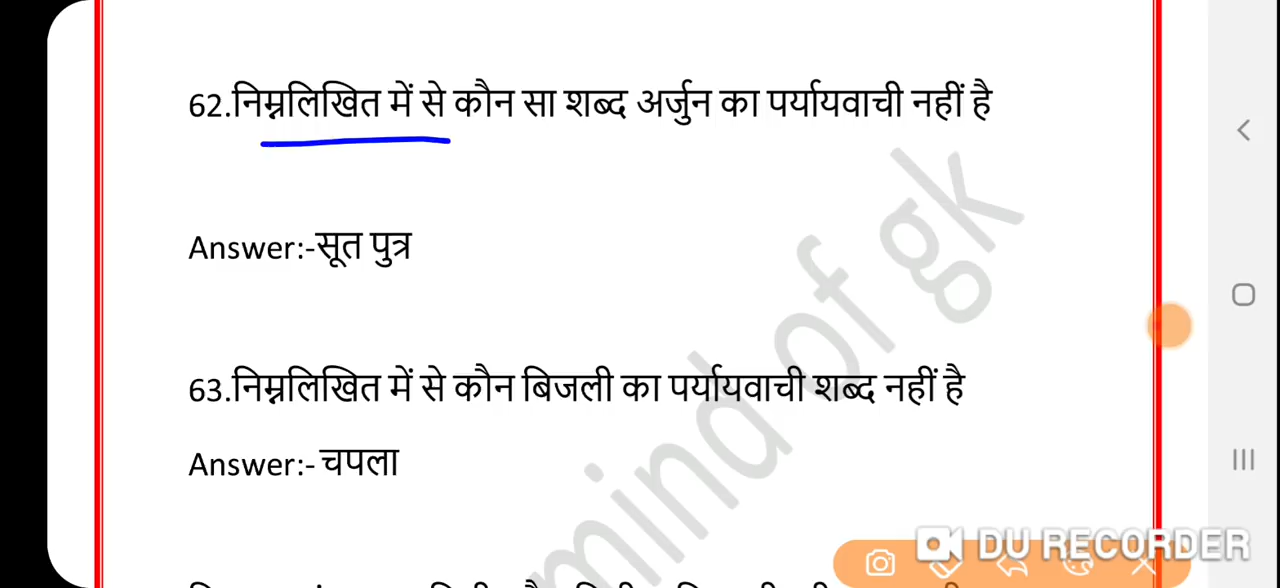 62.निम्नलिखित में से कौन सा शब्द अर्जुन का पर्यायवाची नहीं है
Answer:-सूत पुत्र
63.निम्नलिखित में से कौन बिजली का पर्यायवाची शब्द नहीं है
Answer:- चपला
mind of gk
DU RECORDER